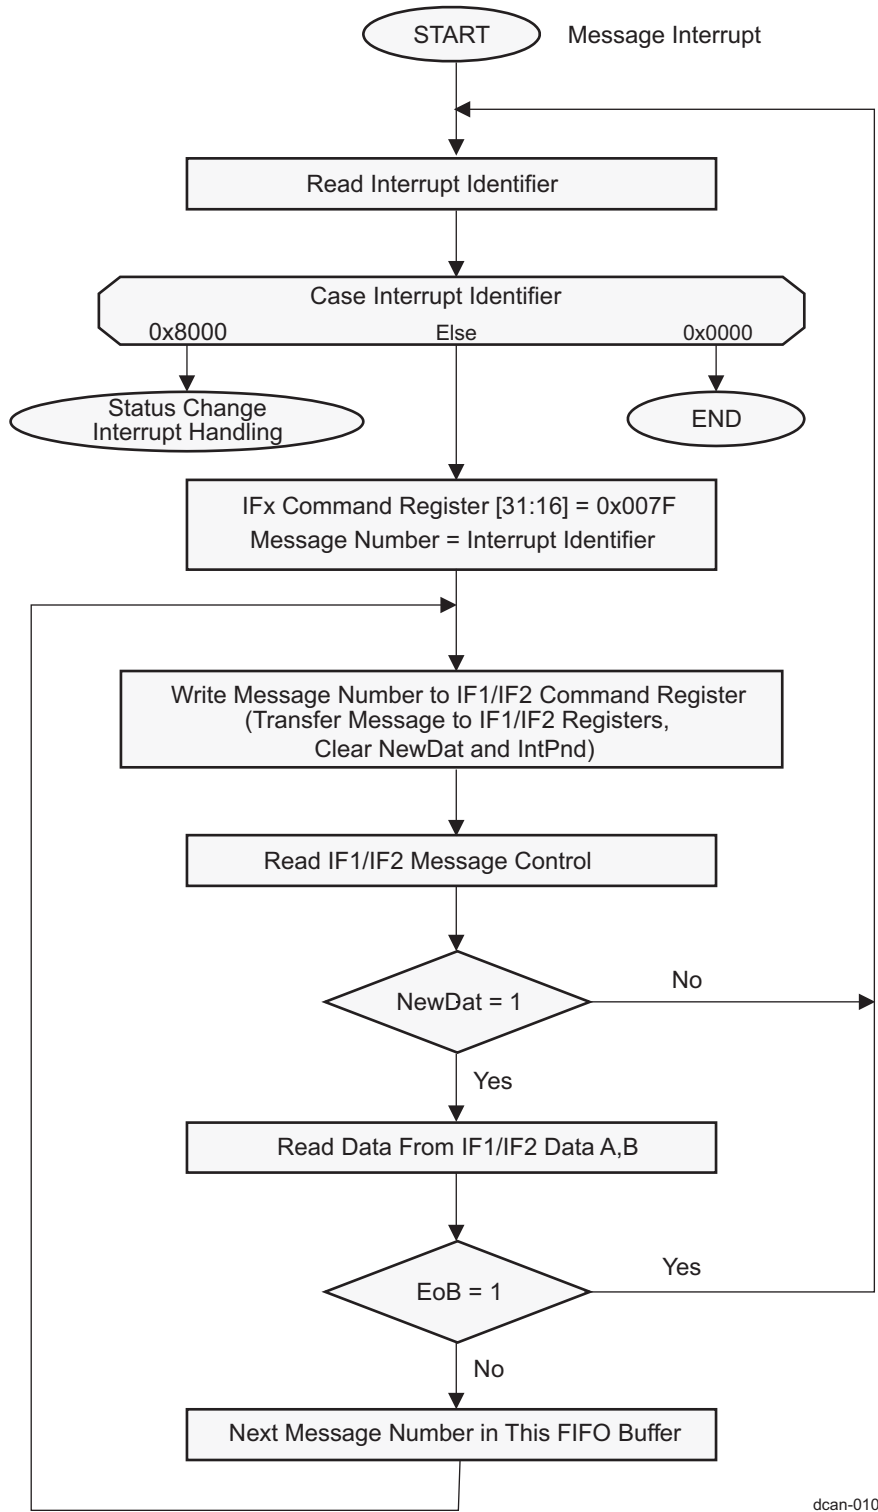 START
Message Interrupt
Read Interrupt Identifier
Case Interrupt Identifier
0x8000
Else
0x0000
Status Change
Interrupt Handling
END
IFx Command Register [31:16] = 0x007F
Message Number = Interrupt Identifier
Write Message Number to IF1/IF2 Command Register
(Transfer Message to IF1/IF2 Registers,
Clear NewDat and IntPnd)
Read IF1/IF2 Message Control
NewDat = 1
No
Yes
Read Data From IF1/IF2 Data A,B
EoB = 1
Yes
No
Next Message Number in This FIFO Buffer
dcan-010